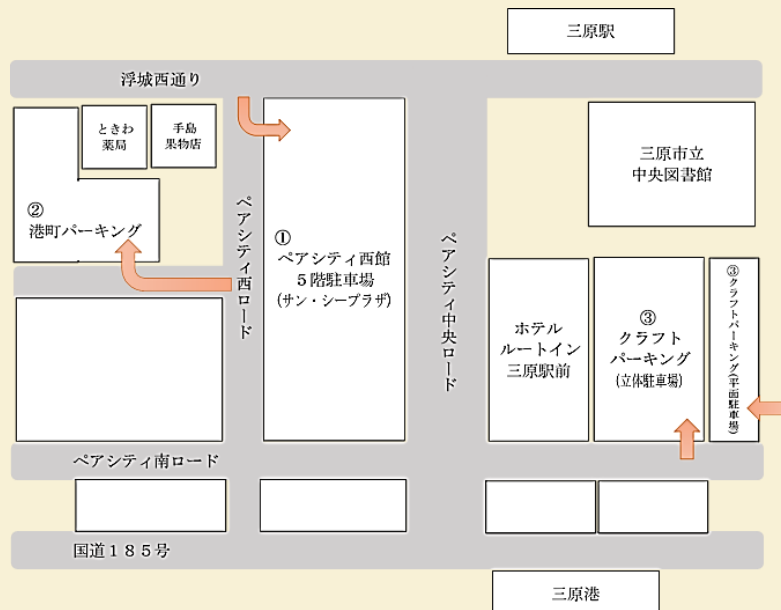 三原駅
浮城西通り
ときわ
薬局
手島
果物店
②
港町パーキング
ペアシティ西ロード
①
ペアシティ西館
5階駐車場
(サン・シープラザ)
ペアシティ中央ロード
三原市立
中央図書館
ホテル
ルートイン
三原駅前
③
クラフト
パーキング
(立体駐車場)
③クラフトパーキング(平面駐車場)
ペアシティ南ロード
国道185号
三原港